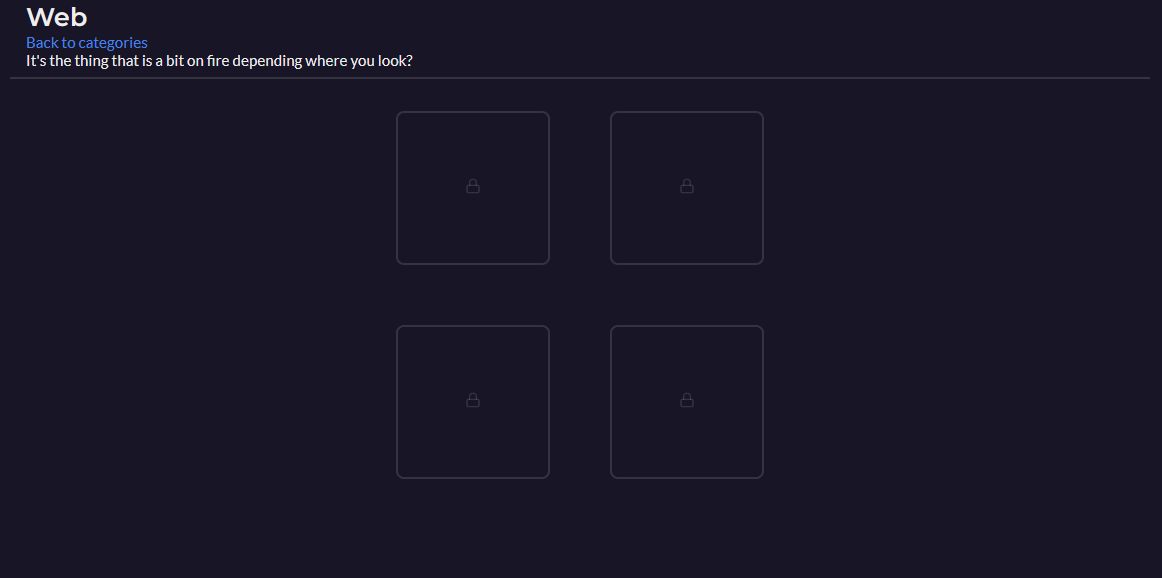 Web
Back to categories
It's the thing that is a bit on fire depending where you look?